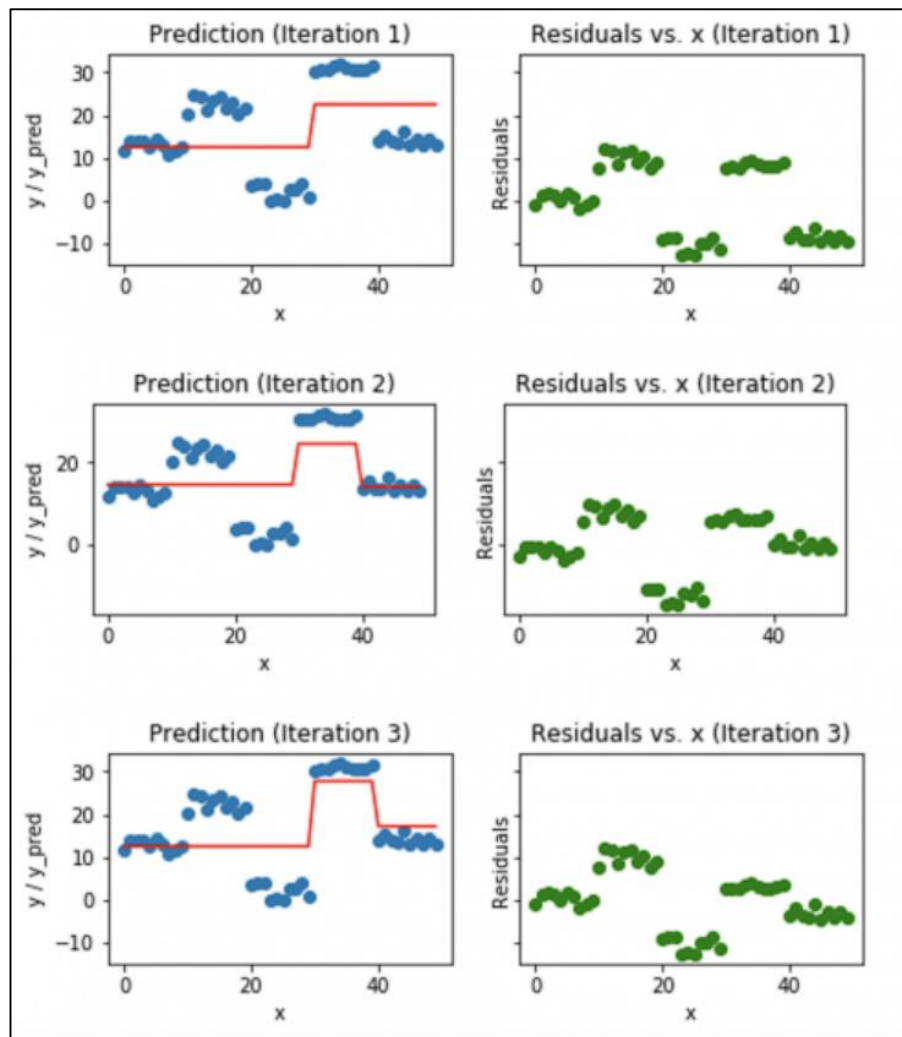 Prediction (Iteration 1)
Residuals vs. x (Iteration 1)
30
20
10
0
−10
y / y_pred
Residuals
0
20
40
0
20
40
x
x
Prediction (Iteration 2)
Residuals vs. x (Iteration 2)
20
0
y / y_pred
Residuals
0
20
40
0
20
40
x
x
Prediction (Iteration 3)
Residuals vs. x (Iteration 3)
30
20
10
0
−10
y / y_pred
Residuals
0
20
40
0
20
40
x
x